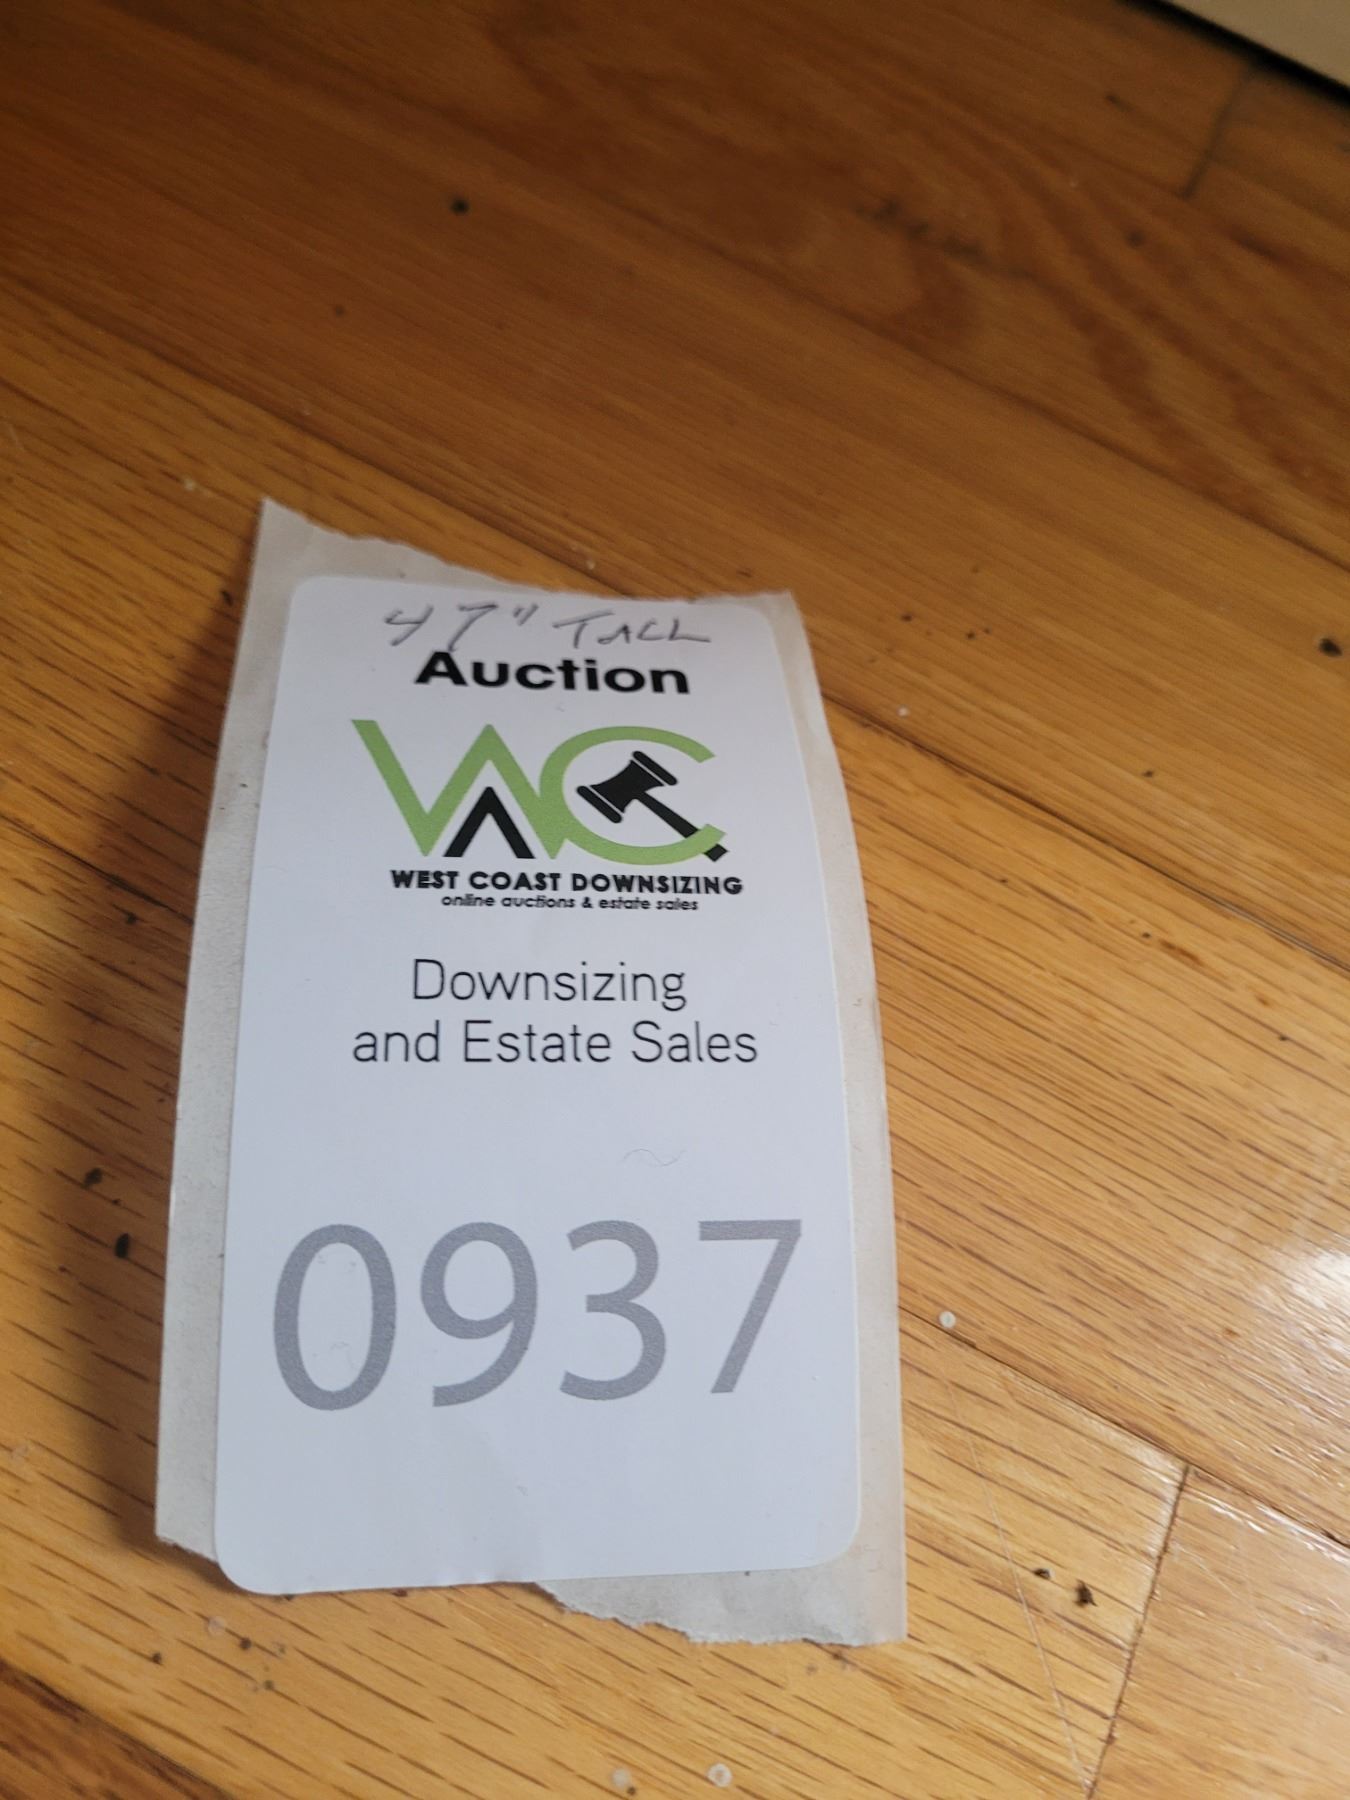 47" TALL
Auction
WC
WEST COAST DOWNSIZING
online auctions & estate sales
Downsizing
and Estate Sales
0937